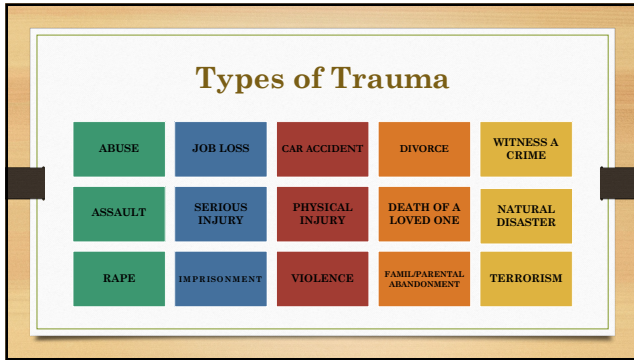 Types of Trauma
ABUSE
JOB LOSS
CAR ACCIDENT
DIVORCE
WITNESS A
CRIME
ASSAULT
SERIOUS
INJURY
PHYSICAL
INJURY
DEATH OF A
LOVED ONE
NATURAL
DISASTER
RAPE
IMPRISONMENT
VIOLENCE
FAMIL/PARENTAL
ABANDONMENT
TERRORISM